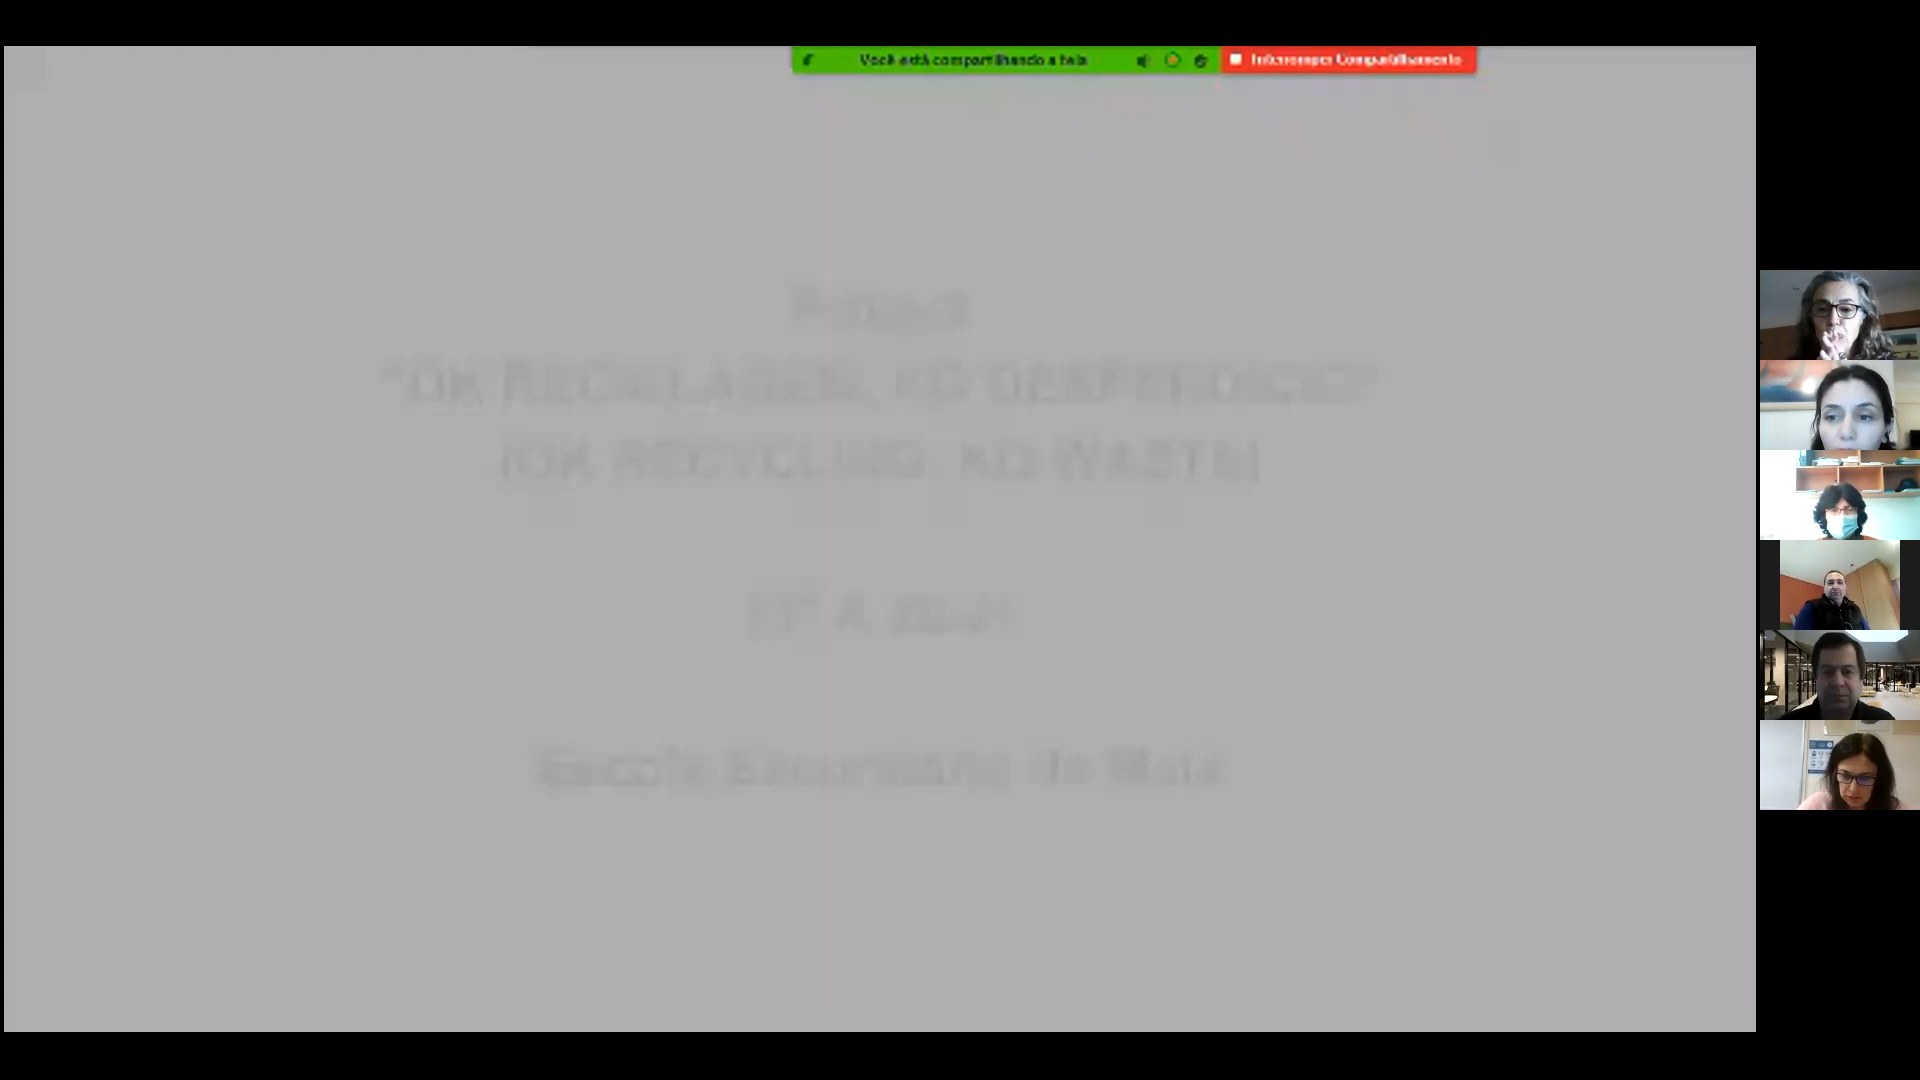 Você está compartilhando a tela
Interromper Compartilhamento
Project
"OK RECICLAGEM, KO DESPERDÍCIO"
(OK RECYCLING, KO WASTE)
Escola Secundária da Maia